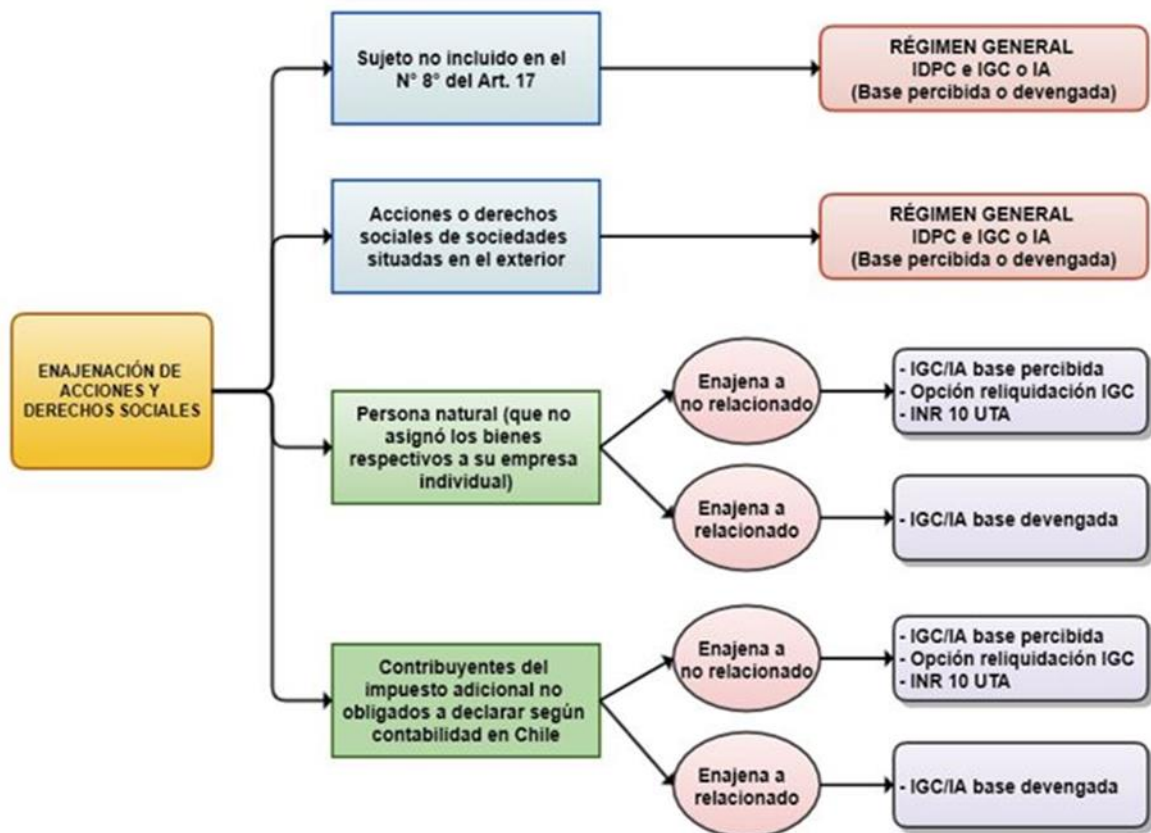 ENAJENACIÓN DE
ACCIONES Y
DERECHOS SOCIALES
Sujeto no incluido en el
N° 8° del Art. 17
RÉGIMEN GENERAL
IDPC e IGC o IA
(Base percibida o devengada)
Acciones o derechos
sociales de sociedades
situadas en el exterior
RÉGIMEN GENERAL
IDPC e IGC o IA
(Base percibida o devengada)
Persona natural (que no
asignó los bienes
respectivos a su empresa
individual)
Enajena a
no relacionado
- IGC/IA base percibida
- Opción reliquidación IGC
- INR 10 UTA
Enajena a
relacionado
- IGC/IA base devengada
Contribuyentes del
impuesto adicional no
obligados a declarar según
contabilidad en Chile
Enajena a
no relacionado
- IGC/IA base percibida
- Opción reliquidación IGC
- INR 10 UTA
Enajena a
relacionado
- IGC/IA base devengada